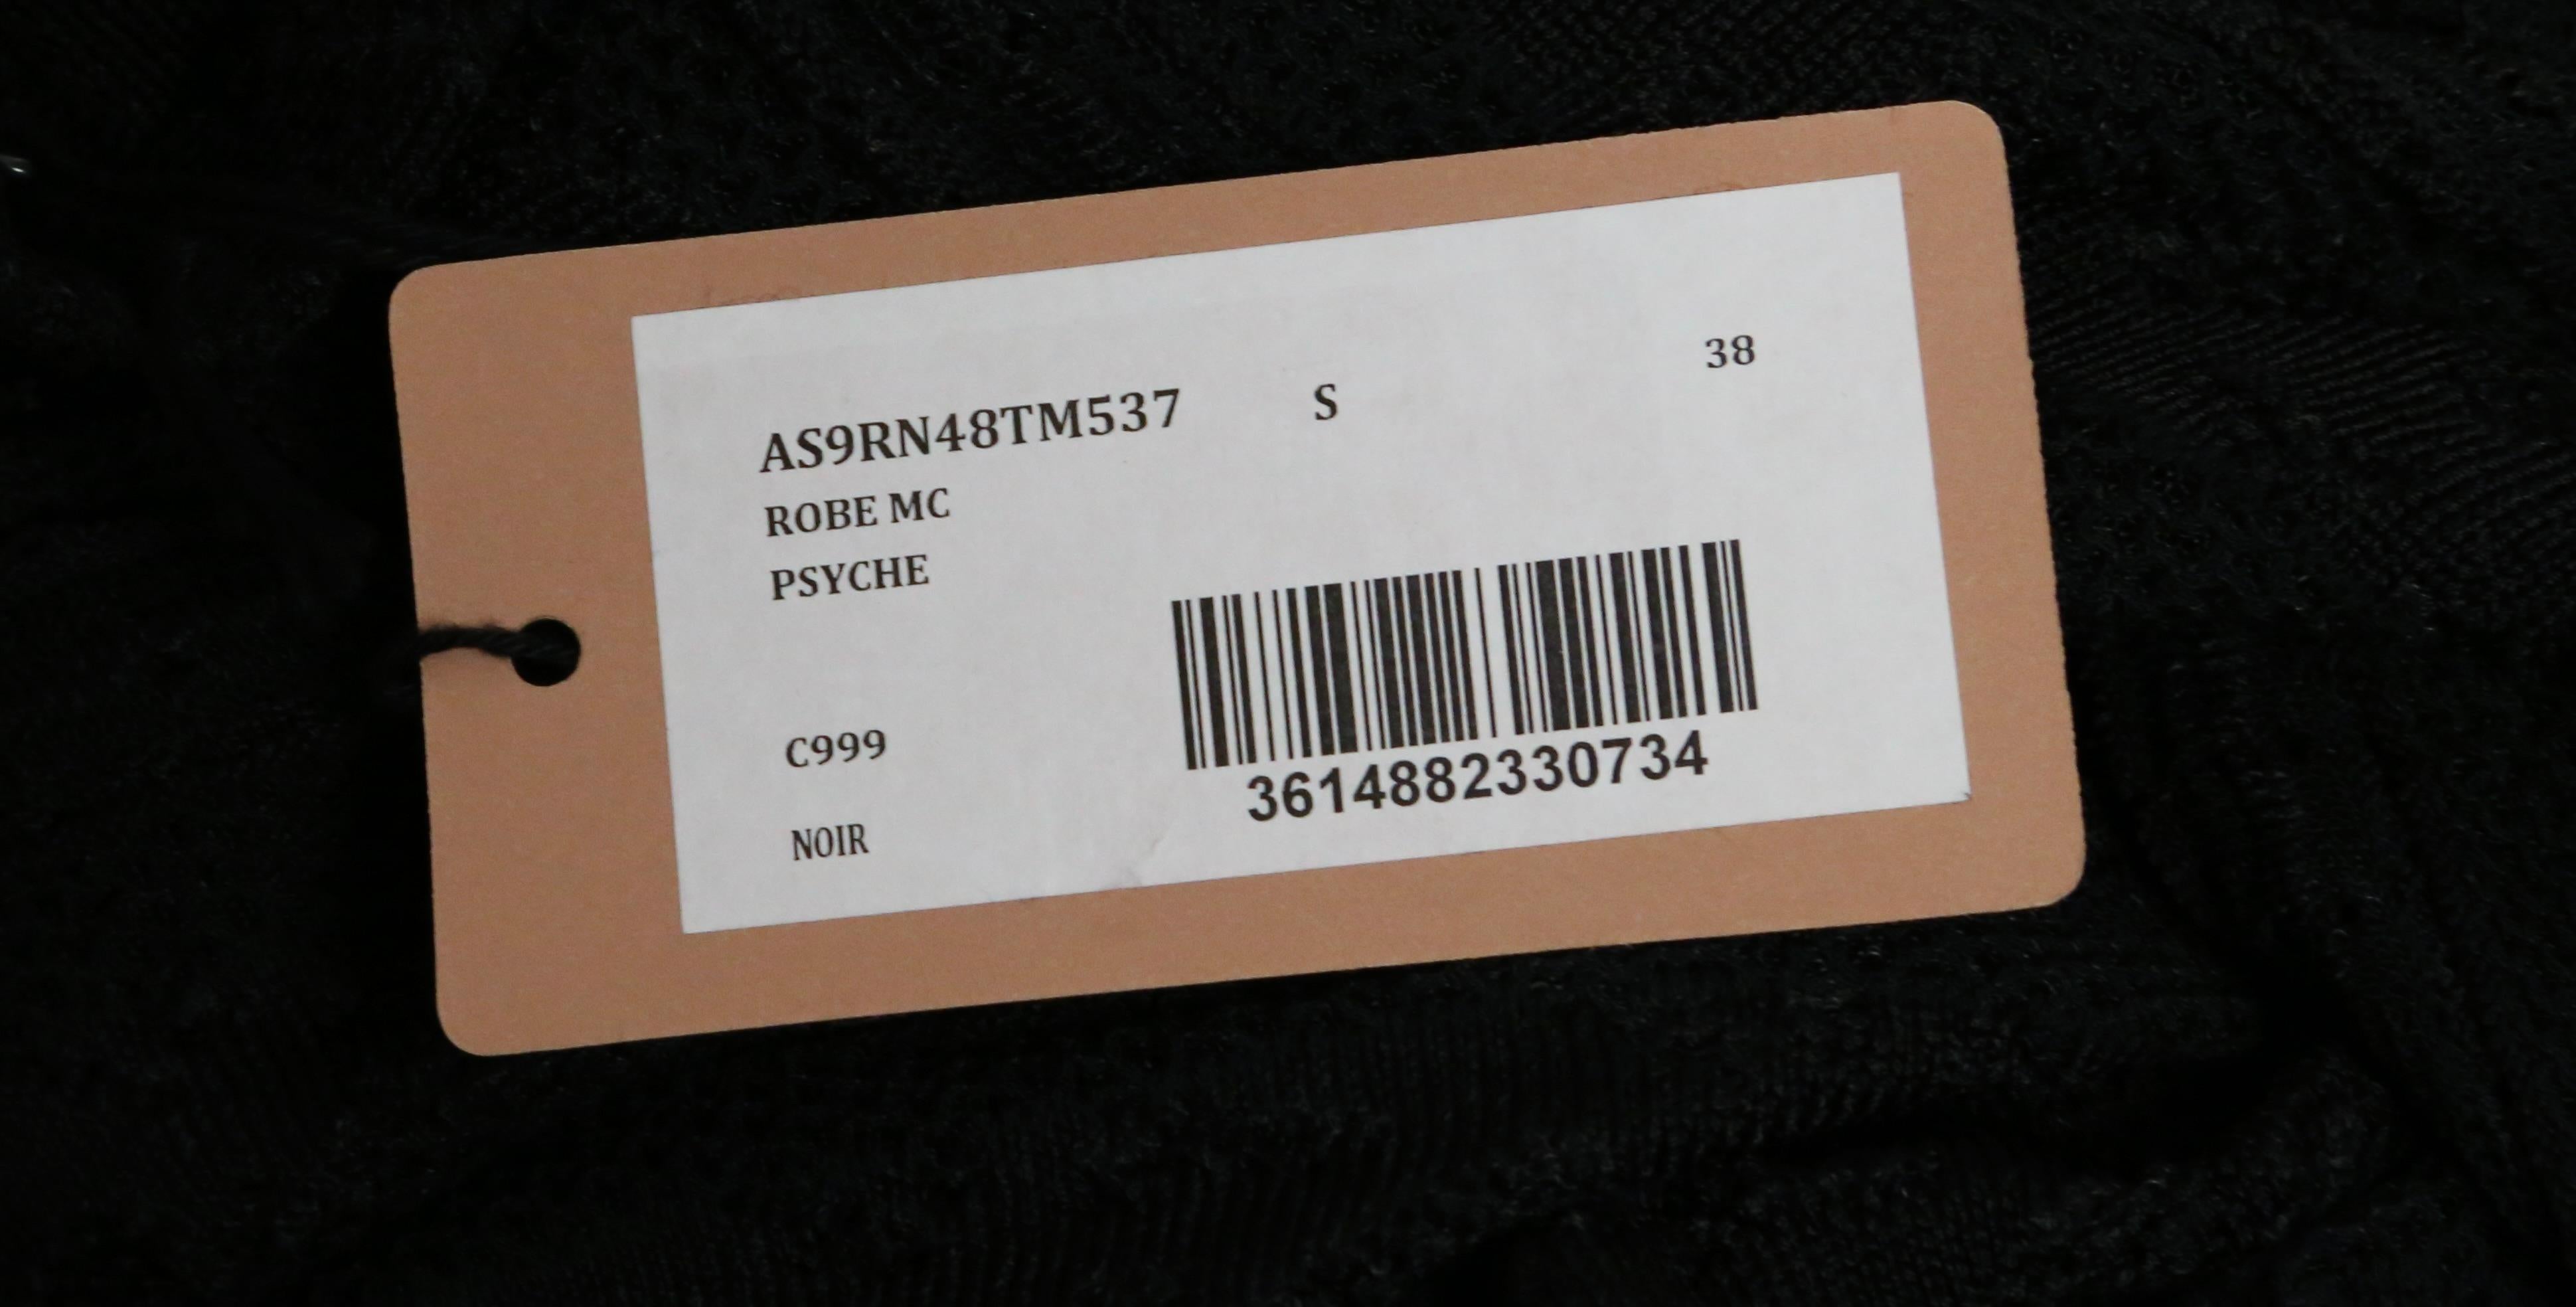 38
AS9RN48TM537 S
ROBE MC
PSYCHE
C999
3614882330734
NOIR